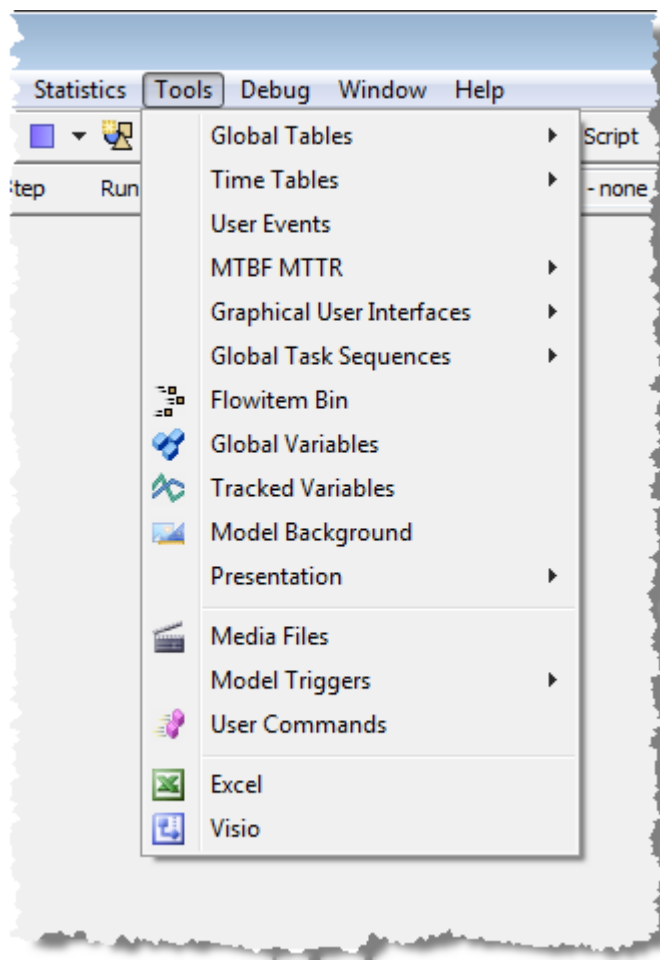 Statistics Tools Debug Window Help
Global Tables Script
Time Tables
Run - none
User Events
MTBF MTTR
Graphical User Interfaces
Global Task Sequences
Flowitem Bin
Global Variables
Tracked Variables
Model Background
Presentation
Media Files
Model Triggers
User Commands
Excel
Visio